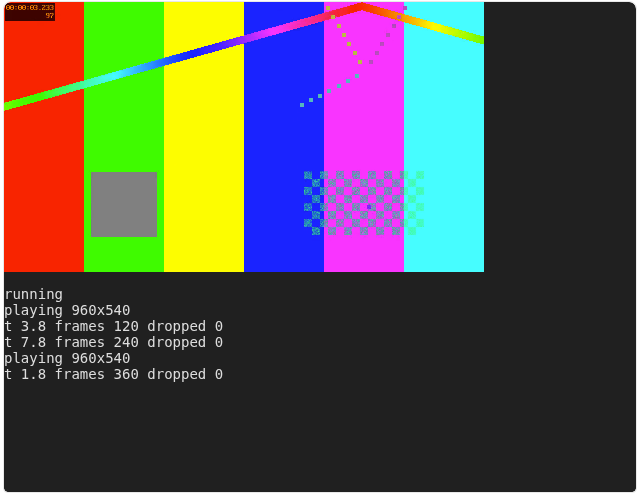 00:00:03.233
97
running
playing 960x540
t 3.8 frames 120 dropped 0
t 7.8 frames 240 dropped 0
playing 960x540
t 1.8 frames 360 dropped 0